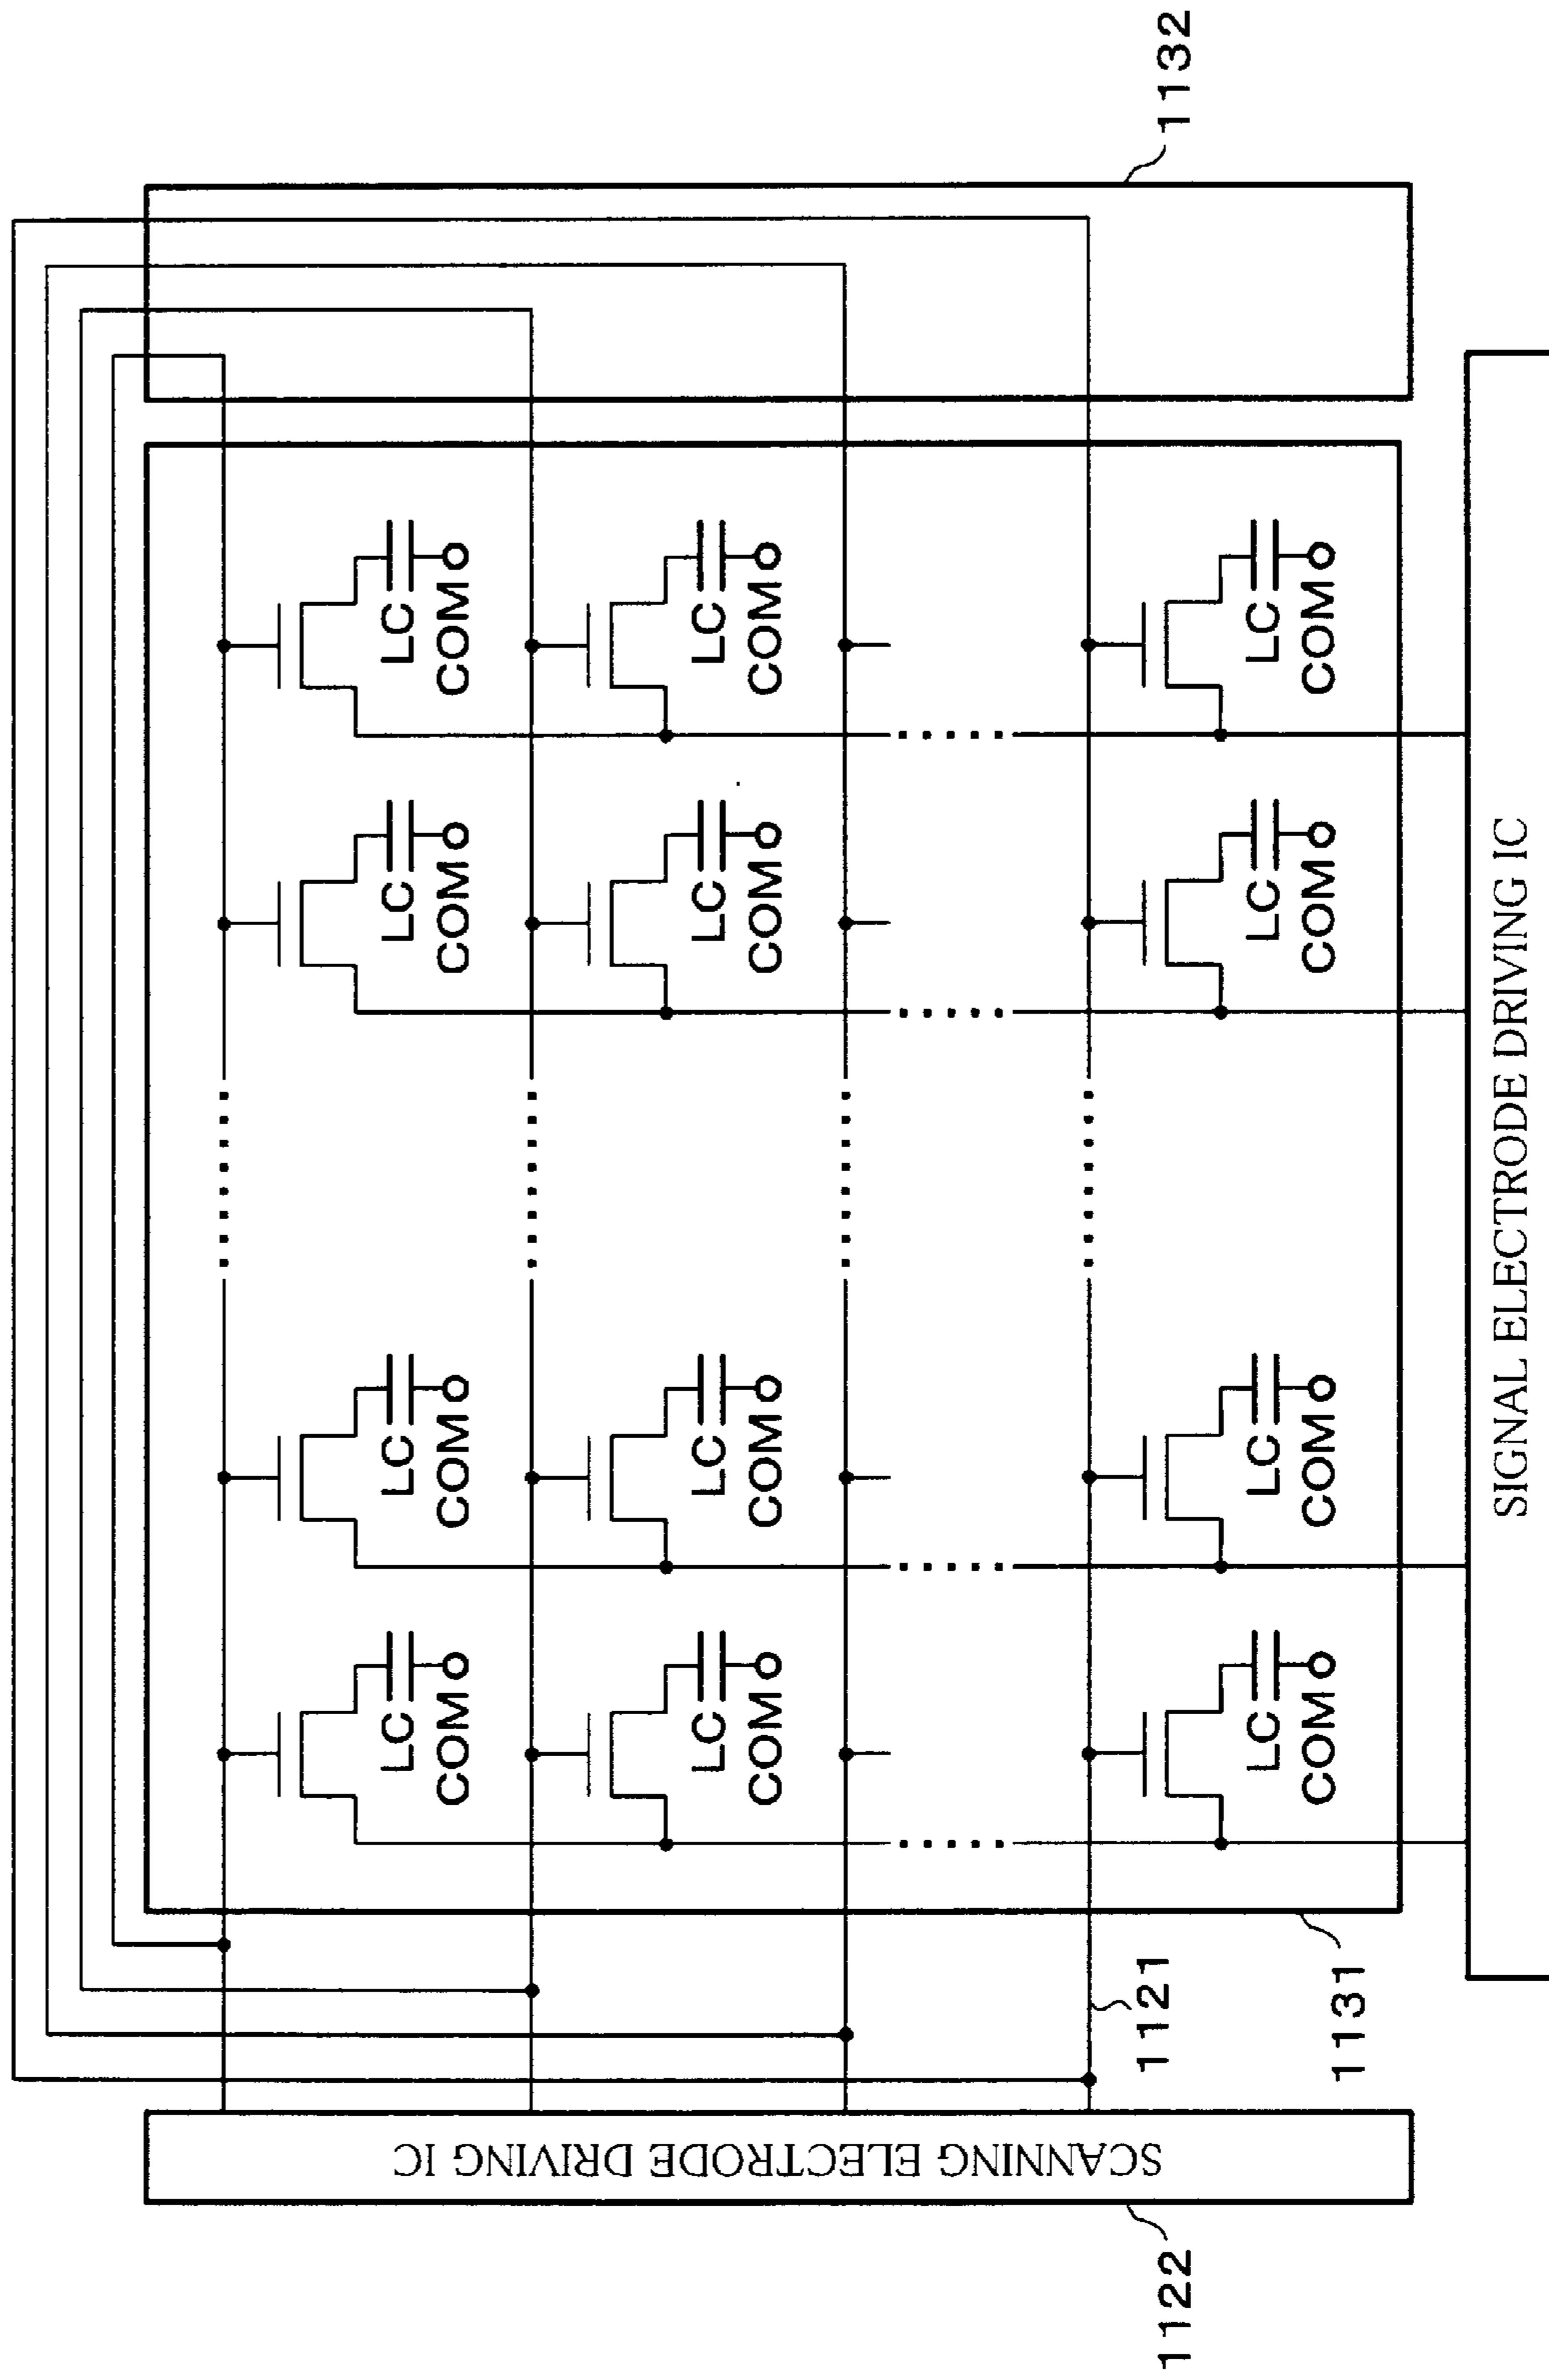 SCANNING ELECTRODE DRIVING IC
LC
COM
LC
COM
LC
COM
LC
COM
LC
COM
LC
COM
LC
COM
LC
COM
1122
1121
1132
LC
COM
LC
COM
LC
COM
LC
COM
1131
SIGNAL ELECTRODE DRIVING IC